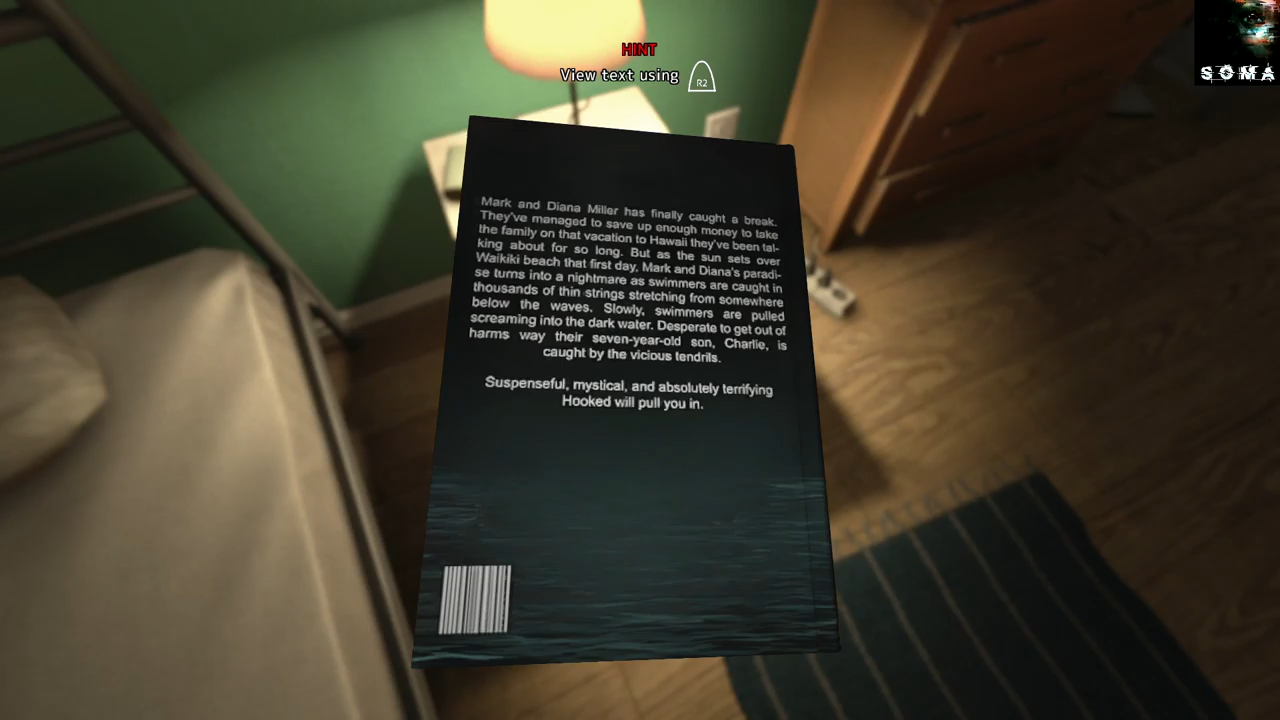 HINT
View text using R2
SOMA
Mark and Diana Miller has finally caught a break.
They've managed to save up enough money to take
the family on that vacation to Hawaii they've been tal-
king about for so long. But as the sun sets over
Waikiki beach that first day, Mark and Diana's paradi-
se turns into a nightmare as swimmers are caught in
thousands of thin strings stretching from somewhere
below the waves. Slowly, swimmers are pulled
screaming into the dark water. Desperate to get out of
harms way their seven-year-old son, Charlie, is
caught by the vicious tendrils.
Suspenseful, mystical, and absolutely terrifying
Hooked will pull you in.